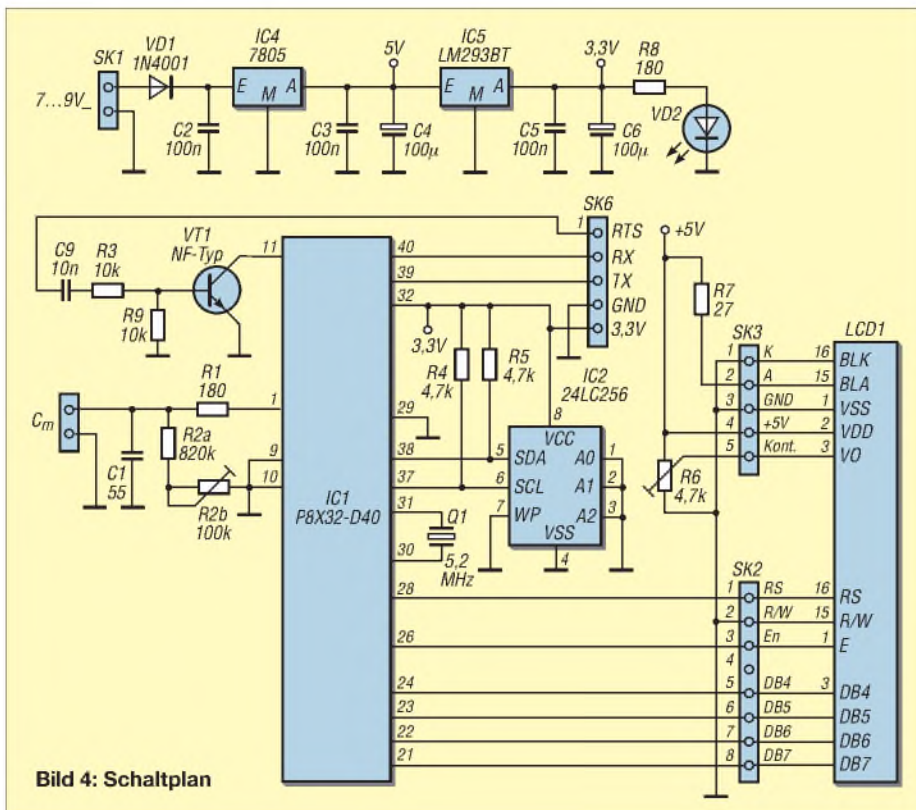 SK1
VD1
1N4001
IC4
7805
5V
IC5
LM293BT
3,3V
R8
180
7...9V_
E
A
M
E
A
M
VD2
C2
100n
C3
100n
C4
100µ
C5
100n
C6
100µ
SK6
1
RTS
RX
TX
GND
3,3V
C9
10n
R3
10k
VT1
NF-Typ
11
R9
10k
40
39
32
3,3V
R4
4,7k
R5
4,7k
+5V
R7
27
SK3
LCD1
1
K
16
BLK
2
A
15
BLA
3
GND
1
VSS
4
+5V
2
VDD
5
Kont.
3
VO
R6
4,7k
IC2
24LC256
8
VCC
5
SDA
A0
1
6
SCL
A1
2
7
WP
A2
3
VSS
4
Cm
R1
180
1
R2a
820k
C1
55
R2b
100k
9
10
29
38
37
31
30
IC1
P8X32-D40
Q1
5,2
MHz
28
26
24
23
22
21
SK2
1
RS
16
RS
2
R/W
15
R/W
3
En
1
E
4
5
DB4
3
DB4
6
DB5
DB5
7
DB6
DB6
8
DB7
DB7
Bild 4: Schaltplan